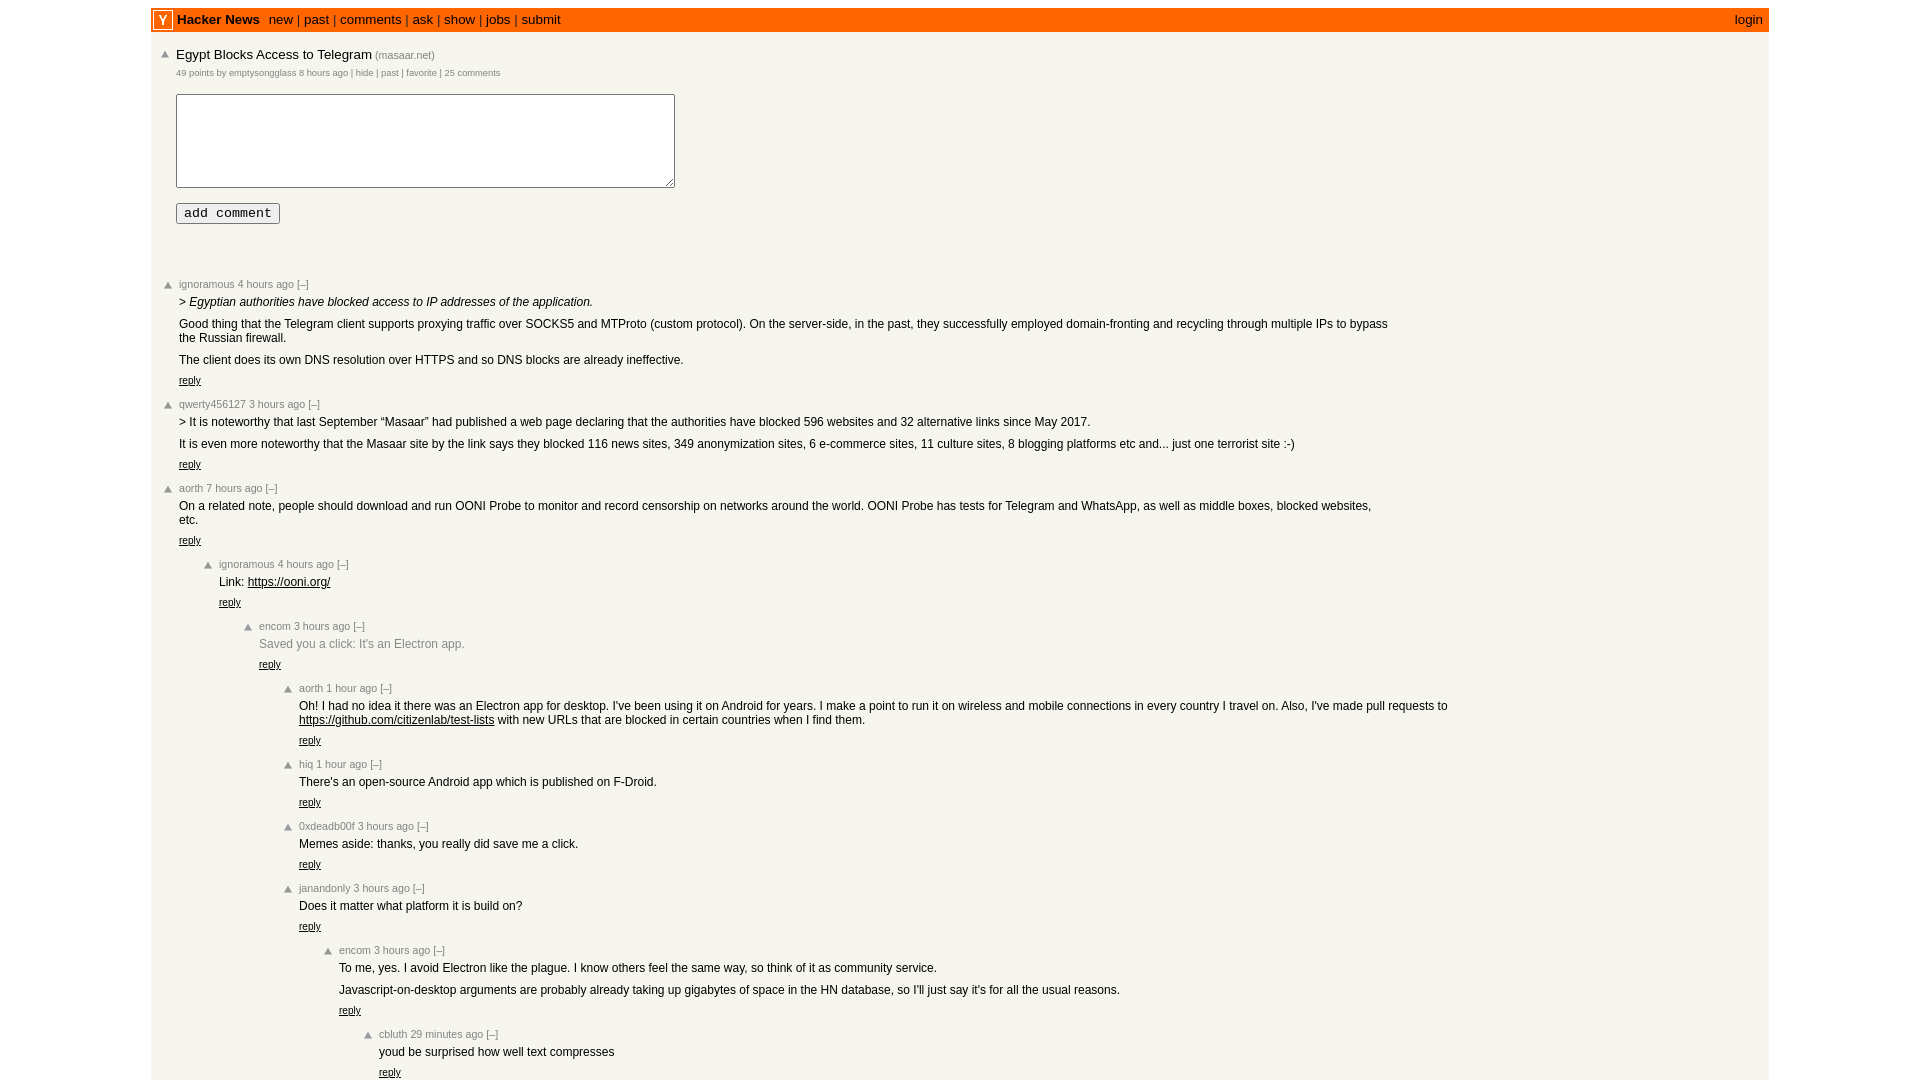 Y Hacker News new | past | comments | ask | show | jobs | submit login
Egypt Blocks Access to Telegram (masaar.net)
49 points by emptysongglass 8 hours ago | hide | past | favorite | 25 comments
add comment
ignoramous 4 hours ago [–]
> Egyptian authorities have blocked access to IP addresses of the application.
Good thing that the Telegram client supports proxying traffic over SOCKS5 and MTProto (custom protocol). On the server-side, in the past, they successfully employed domain-fronting and recycling through multiple IPs to bypass
the Russian firewall.
The client does its own DNS resolution over HTTPS and so DNS blocks are already ineffective.
reply
qwerty456127 3 hours ago [–]
> It is noteworthy that last September “Masaar” had published a web page declaring that the authorities have blocked 596 websites and 32 alternative links since May 2017.
It is even more noteworthy that the Masaar site by the link says they blocked 116 news sites, 349 anonymization sites, 6 e-commerce sites, 11 culture sites, 8 blogging platforms etc and... just one terrorist site :-)
reply
aorth 7 hours ago [–]
On a related note, people should download and run OONI Probe to monitor and record censorship on networks around the world. OONI Probe has tests for Telegram and WhatsApp, as well as middle boxes, blocked websites,
etc.
reply
ignoramous 4 hours ago [–]
Link: https://ooni.org/
reply
encom 3 hours ago [–]
Saved you a click: It's an Electron app.
reply
aorth 1 hour ago [–]
Oh! I had no idea it there was an Electron app for desktop. I've been using it on Android for years. I make a point to run it on wireless and mobile connections in every country I travel on. Also, I've made pull requests to
https://github.com/citizenlab/test-lists with new URLs that are blocked in certain countries when I find them.
reply
hiq 1 hour ago [–]
There's an open-source Android app which is published on F-Droid.
reply
0xdeadb00f 3 hours ago [–]
Memes aside: thanks, you really did save me a click.
reply
janandonly 3 hours ago [–]
Does it matter what platform it is build on?
reply
encom 3 hours ago [–]
To me, yes. I avoid Electron like the plague. I know others feel the same way, so think of it as community service.
Javascript-on-desktop arguments are probably already taking up gigabytes of space in the HN database, so I'll just say it's for all the usual reasons.
reply
cbluth 29 minutes ago [–]
youd be surprised how well text compresses
reply